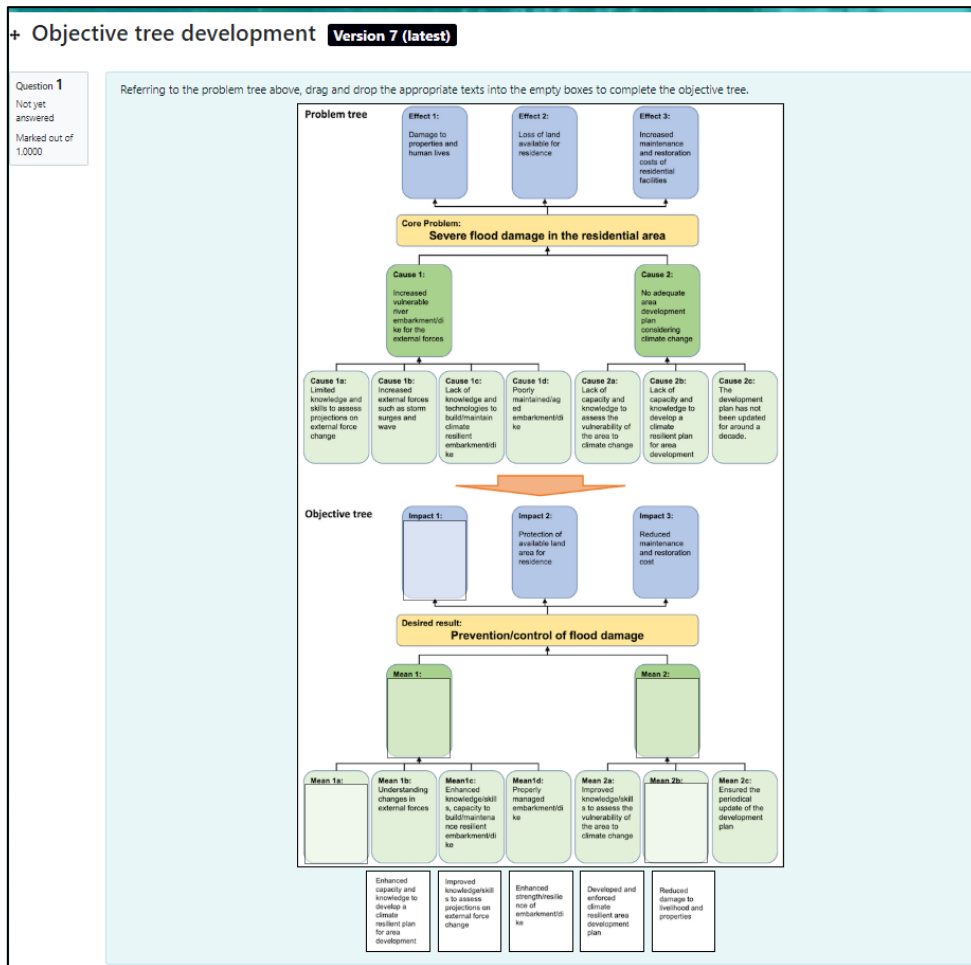 + Objective tree development Version 7 (latest)
Question 1
Not yet
answered
Marked out of
1.0000
Referring to the problem tree above, drag and drop the appropriate texts into the empty boxes to complete the objective tree.
Problem tree
Effect 1:
Damage to
properties and
human lives
Effect 2:
Loss of land
available for
residence
Effect 3:
Increased
maintenance
and restoration
costs of
residential
facilities
Core Problem:
Severe flood damage in the residential area
Cause 1:
Increased
vulnerable
river
embarkment/di
ke for the
external forces
Cause 2:
No adequate
area
development
plan
considering
climate change
Cause 1a:
Limited
knowledge and
skills to assess
projections on
external force
change
Cause 1b:
Increased
external forces
such as storm
surges and
wave
Cause 1c:
Lack of
knowledge and
technologies to
build/maintain
climate
resilient
embarkment/di
ke
Cause 1d:
Poorly
maintained/ag
ed
embarkment/di
ke
Cause 2a:
Lack of
capacity and
knowledge to
assess the
vulnerability of
the area to
climate change
Cause 2b:
Lack of
capacity and
knowledge to
develop a
climate
resilient plan
for area
development
Cause 2c:
The
development
plan has not
been updated
for around a
decade.
Objective tree
Impact 1:
Impact 2:
Protection of
available land
area for
residence
Impact 3:
Reduced
maintenance
and restoration
cost
Desired result:
Prevention/control of flood damage
Mean 1:
Mean 2:
Mean 1a:
Mean 1b:
Understanding
changes in
external forces
Mean1c:
Enhanced
knowledge/skill
s, capacity to
build/maintena
nce resilient
embarkment/di
ke
Mean1d:
Properly
managed
embarkment/di
ke
Mean 2a:
Improved
knowledge/skill
s to assess the
vulnerability of
the area to
climate change
Mean 2b:
Mean 2c:
Ensured the
periodical
update of the
development
plan
Enhanced
capacity and
knowledge to
develop a
climate
resilient plan
for area
development
Improved
knowledge/skill
s to assess
projections on
external force
change
Enhanced
strength/resilie
nce of
embarkment/di
ke
Developed and
enforced
climate
resilient area
development
plan
Reduced
damage to
livelihood and
properties